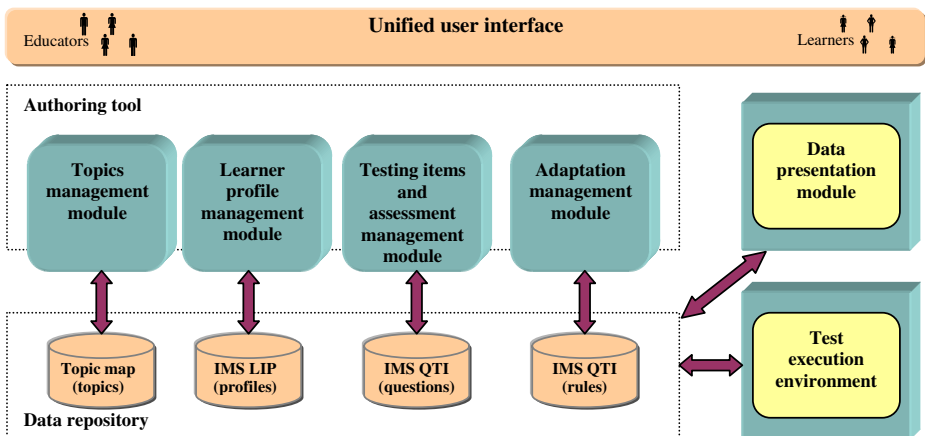 Unified user interface
Educators
Learners
Authoring tool
Topics
management
module
Learner
profile
management
module
Testing items
and
assessment
management
module
Adaptation
management
module
Data
presentation
module
Topic map
(topics)
IMS LIP
(profiles)
IMS QTI
(questions)
IMS QTI
(rules)
Test
execution
environment
Data repository